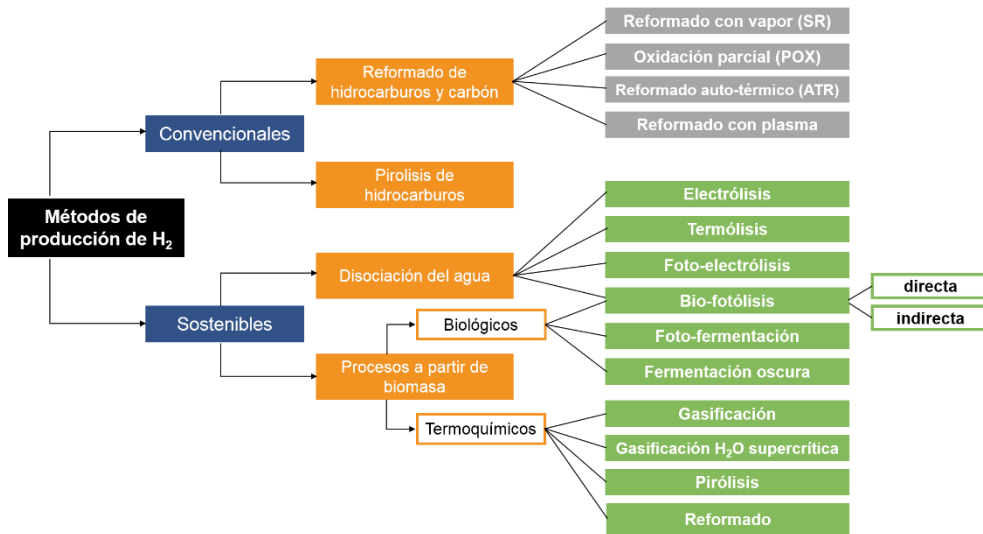 Métodos de
producción de H₂
Convencionales
Reformado de
hidrocarburos y carbón
Reformado con vapor (SR)
Oxidación parcial (POX)
Reformado auto-térmico (ATR)
Reformado con plasma
Pirolisis de
hidrocarburos
Sostenibles
Disociación del agua
Electrólisis
Termólisis
Foto-electrólisis
Bio-fotólisis
directa
indirecta
Procesos a partir de
biomasa
Biológicos
Foto-fermentación
Fermentación oscura
Termoquímicos
Gasificación
Gasificación H₂O supercrítica
Pirólisis
Reformado